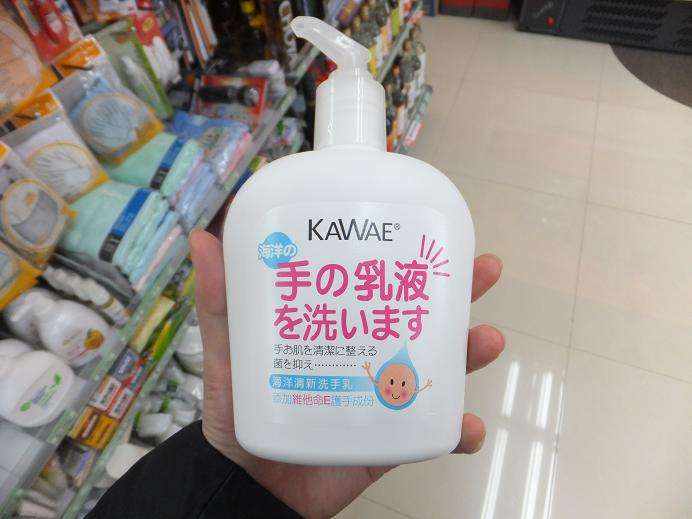 KAWAE®
海洋の
手の乳液
を洗います
手お肌を清潔に整える
菌を抑え…………
海洋清新洗手乳
添加維他命E護手成份